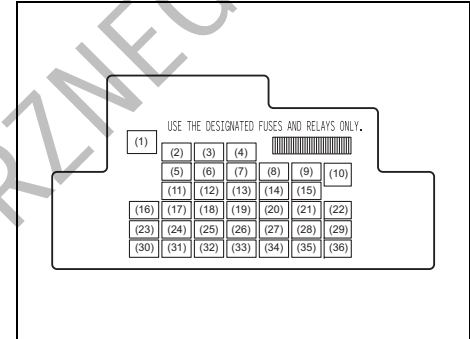 USE THE DESIGNATED FUSES AND RELAYS ONLY.
(1)
(2) (3) (4)
(5) (6) (7) (8) (9) (10)
(11) (12) (13) (14) (15)
(16) (17) (18) (19) (20) (21) (22)
(23) (24) (25) (26) (27) (28) (29)
(30) (31) (32) (33) (34) (35) (36)